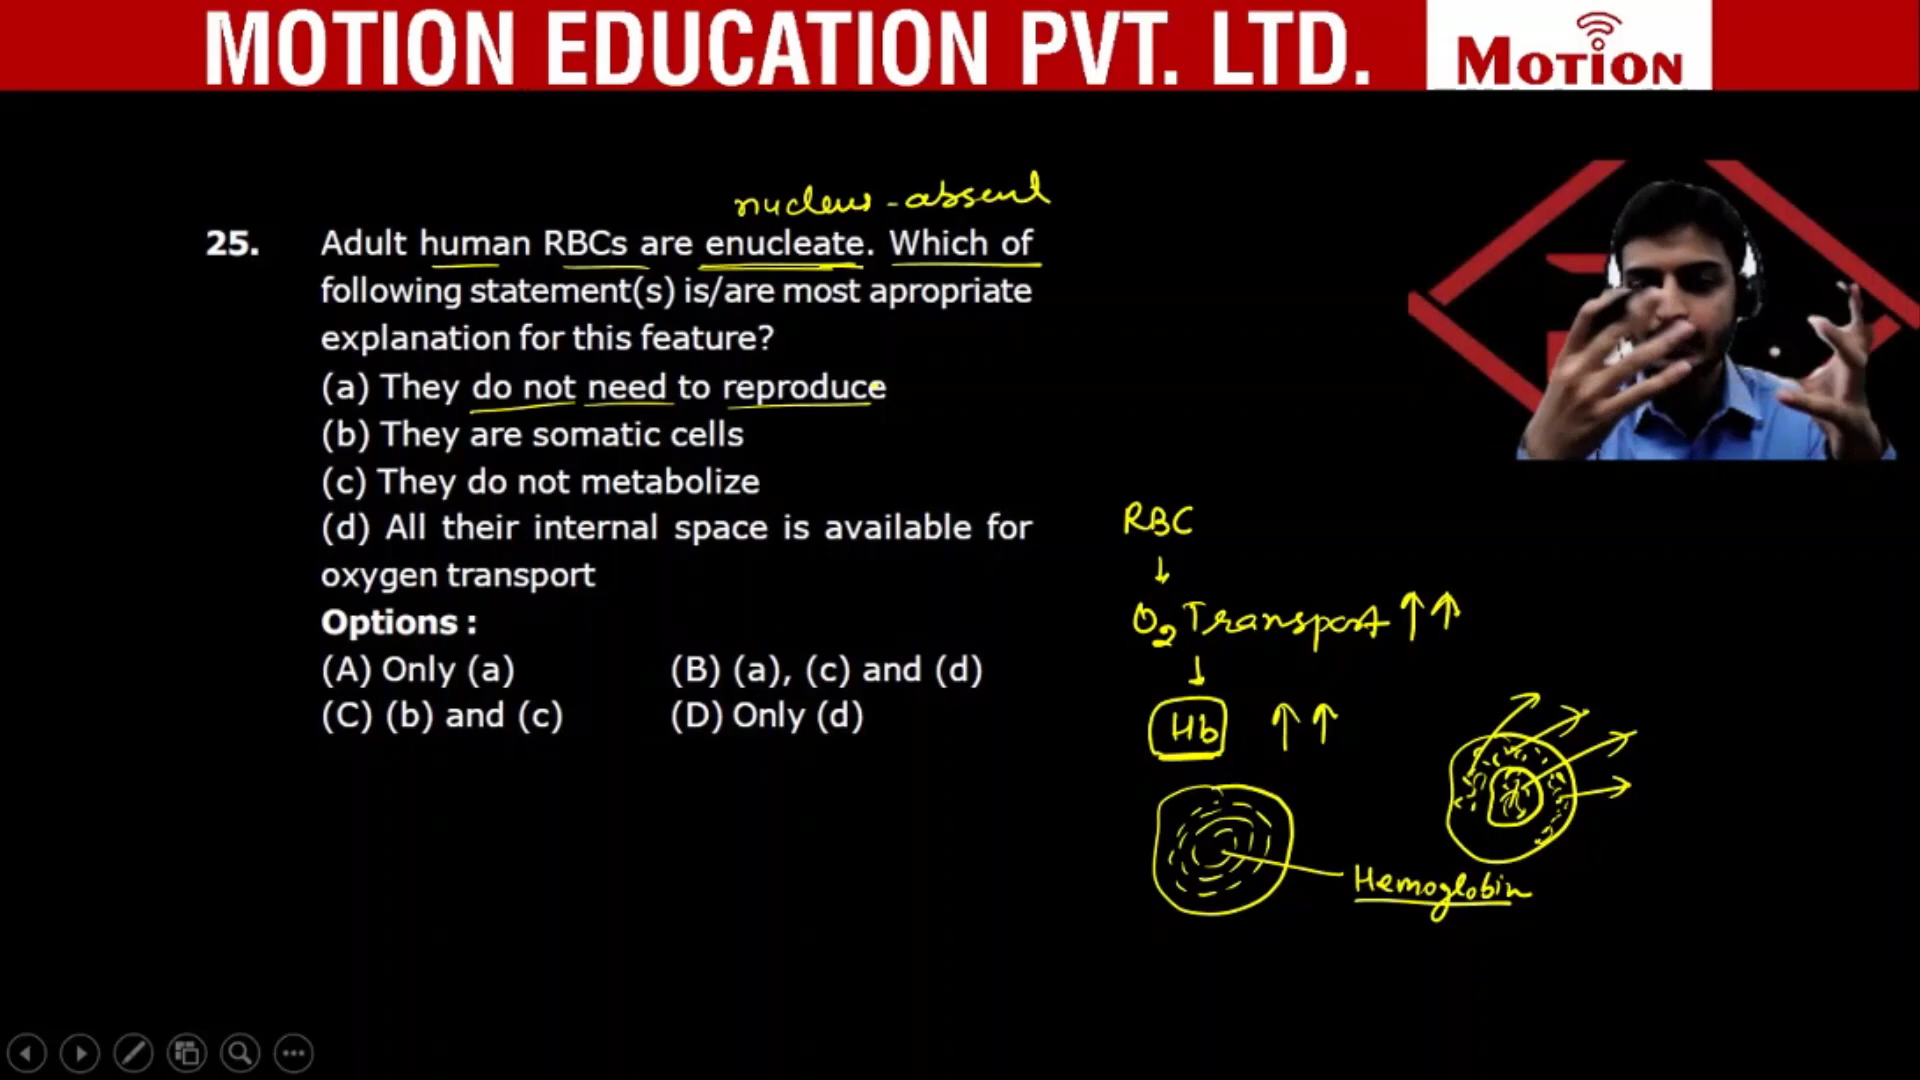 MOTION EDUCATION PVT. LTD.
MOTION
nucleus - absent
25. Adult human RBCs are enucleate. Which of
following statement(s) is/are most apropriate
explanation for this feature?
(a) They do not need to reproduce
(b) They are somatic cells
(c) They do not metabolize
(d) All their internal space is available for
oxygen transport
Options :
(A) Only (a) (B) (a), (c) and (d)
(C) (b) and (c) (D) Only (d)
RBC
↓
O₂ Transport ↑↑
↓
Hb ↑↑
Hemoglobin